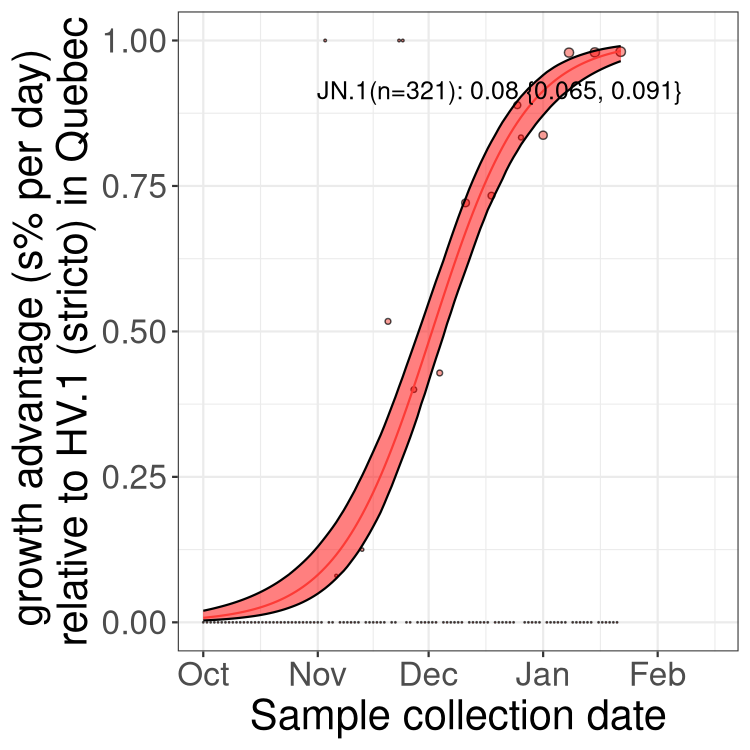 growth advantage (s% per day)
relative to HV.1 (stricto) in Quebec
1.00
0.75
0.50
0.25
0.00
JN.1(n=321): 0.08 {0.065, 0.091}
Oct Nov Dec Jan Feb
Sample collection date